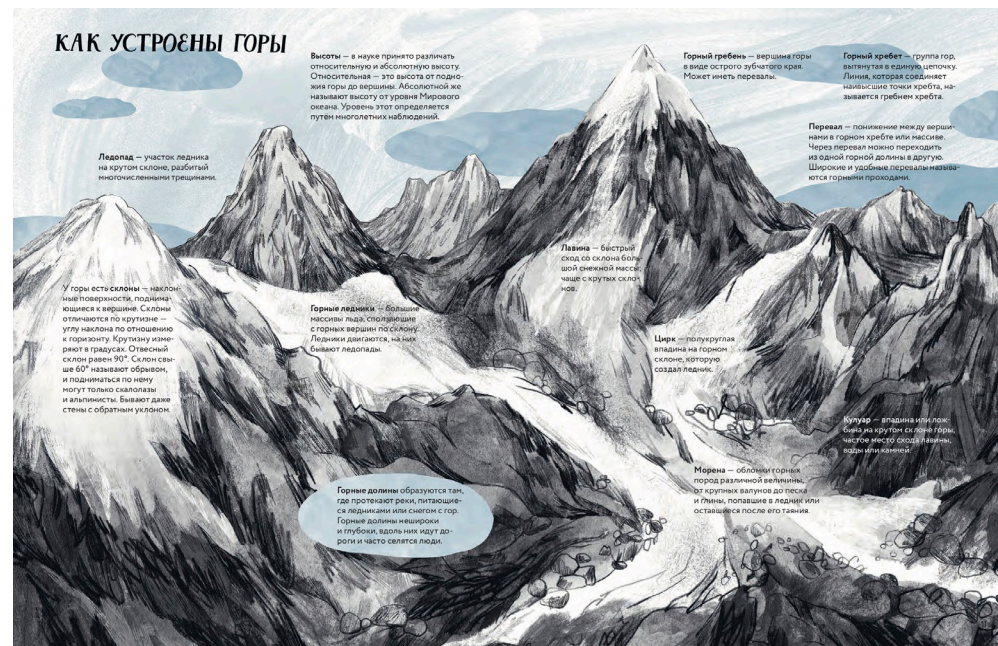 КАК УСТРОЕНЫ ГОРЫ
Высоты — в науке принято различать
относительную и абсолютную высоту.
Относительная — это высота от подно-
жия горы до вершины. Абсолютной же
называют высоту от уровня Мирового
океана. Уровень этот определяется
путём многолетних наблюдений.
Горный гребень — вершина горы
в виде острого зубчатого края.
Может иметь перевалы.
Горный хребет — группа гор,
вытянутая в единую цепочку.
Линия, которая соединяет
наивысшие точки хребта, на-
зывается гребнем хребта.
Перевал — понижение между верши-
нами в горном хребте или массиве.
Через перевал можно переходить
из одной горной долины в другую.
Широкие и удобные перевалы называ-
ются горными проходами.
Ледопад — участок ледника
на крутом склоне, разбитый
многочисленными трещинами.
Лавина — быстрый
сход со склона боль-
шой снежной массы;
чаще с крутых скло-
нов.
У горы есть склоны — наклон-
ные поверхности, поднима-
ющиеся к вершине. Склоны
отличаются по крутизне —
углу наклона по отношению
к горизонту. Крутизну изме-
ряют в градусах. Отвесный
склон равен 90°. Склон свы-
ше 60° называют обрывом,
и подниматься по нему
могут только скалолазы
и альпинисты. Бывают даже
стены с обратным уклоном.
Горные ледники — большие
массивы льда, сползающие
с горных вершин по склону.
Ледники двигаются, на них
бывают ледопады.
Цирк — полукруглая
впадина на горном
склоне, которую
создал ледник.
Кулуар — впадина или лож-
бина на крутом склоне горы,
частое место схода лавины,
воды или камней.
Морена — обломки горных
пород различной величины,
от крупных валунов до песка
и глины, попавшие в ледник или
оставшиеся после его таяния.
Горные долины образуются там,
где протекают реки, питающие-
ся ледниками или снегом с гор.
Горные долины нешироки
и глубоки, вдоль них идут до-
роги и часто селятся люди.